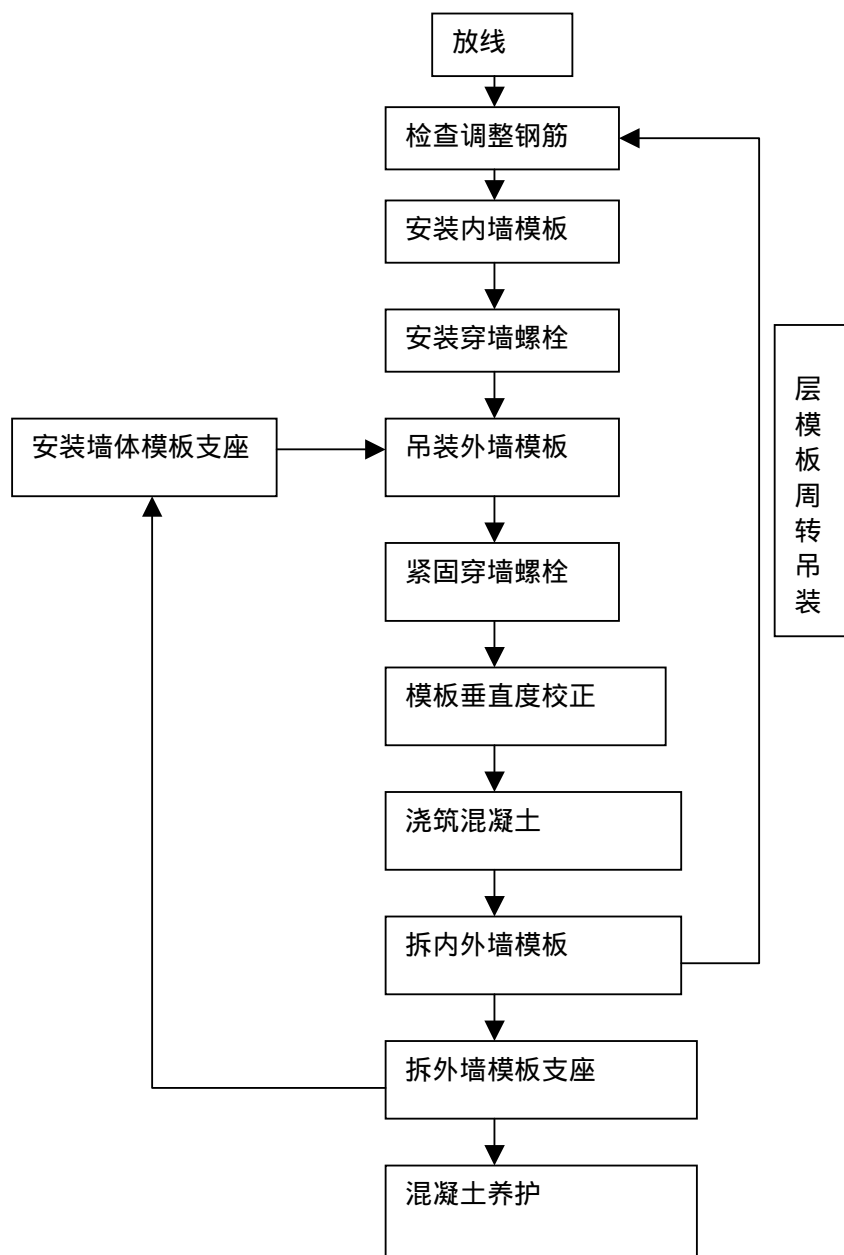 放线
检查调整钢筋
安装内墙模板
安装穿墙螺栓
层模板周转吊装
安装墙体模板支座
吊装外墙模板
紧固穿墙螺栓
模板垂直度校正
浇筑混凝土
拆内外墙模板
拆外墙模板支座
混凝土养护